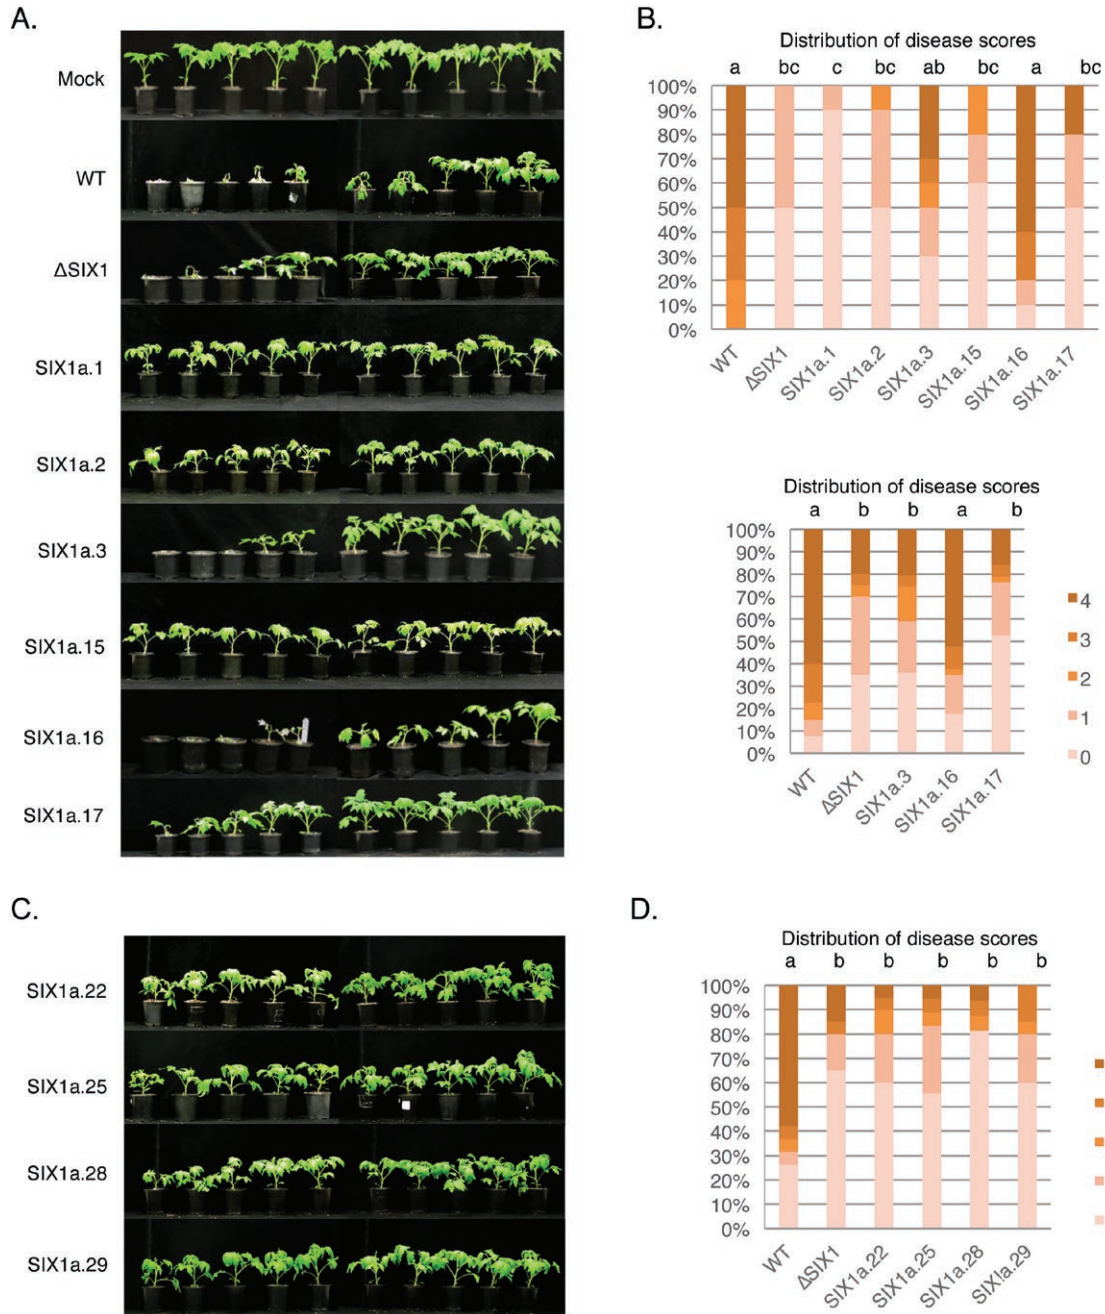 A.
Mock
WT
ΔSIX1
SIX1a.1
SIX1a.2
SIX1a.3
SIX1a.15
SIX1a.16
SIX1a.17
B.
Distribution of disease scores
a bc c bc ab bc a bc
100%
90%
80%
70%
60%
50%
40%
30%
20%
10%
0%
WT ΔSIX1 SIX1a.1 SIX1a.2 SIX1a.3 SIX1a.15 SIX1a.16 SIX1a.17
Distribution of disease scores
a b b a b
100%
90%
80%
70%
60%
50%
40%
30%
20%
10%
0%
WT ΔSIX1 SIX1a.3 SIX1a.16 SIX1a.17
4
3
2
1
0
C.
SIX1a.22
SIX1a.25
SIX1a.28
SIX1a.29
D.
Distribution of disease scores
a b b b b b
100%
90%
80%
70%
60%
50%
40%
30%
20%
10%
0%
WT ΔSIX1 SIX1a.22 SIX1a.25 SIX1a.28 SIX!a.29